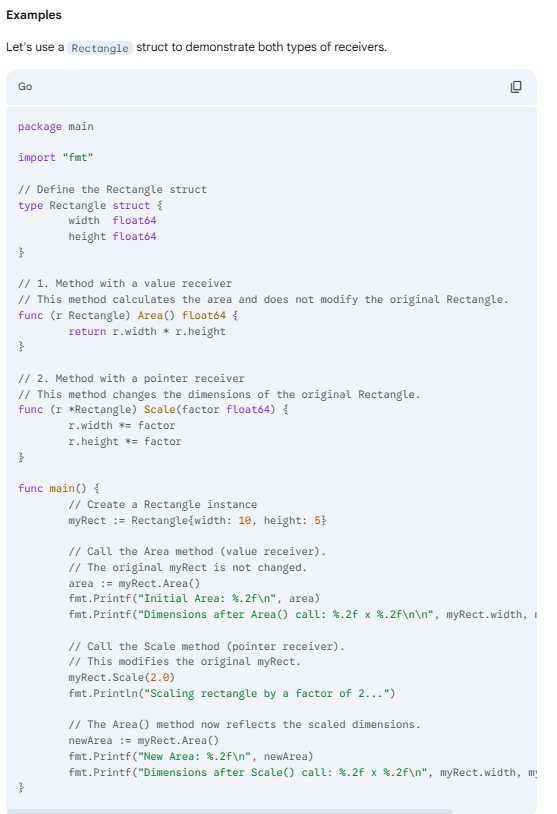 Examples
Let's use a Rectangle struct to demonstrate both types of receivers.
Go
package main

import "fmt"

// Define the Rectangle struct
type Rectangle struct {
        width  float64
        height float64
}

// 1. Method with a value receiver
// This method calculates the area and does not modify the original Rectangle.
func (r Rectangle) Area() float64 {
        return r.width * r.height
}

// 2. Method with a pointer receiver
// This method changes the dimensions of the original Rectangle.
func (r *Rectangle) Scale(factor float64) {
        r.width *= factor
        r.height *= factor
}

func main() {
        // Create a Rectangle instance
        myRect := Rectangle{width: 10, height: 5}

        // Call the Area method (value receiver).
        // The original myRect is not changed.
        area := myRect.Area()
        fmt.Printf("Initial Area: %.2f\n", area)
        fmt.Printf("Dimensions after Area() call: %.2f x %.2f\n\n", myRect.width,

        // Call the Scale method (pointer receiver).
        // This modifies the original myRect.
        myRect.Scale(2.0)
        fmt.Println("Scaling rectangle by a factor of 2...")

        // The Area() method now reflects the scaled dimensions.
        newArea := myRect.Area()
        fmt.Printf("New Area: %.2f\n", newArea)
        fmt.Printf("Dimensions after Scale() call: %.2f x %.2f\n", myRect.width, my
}